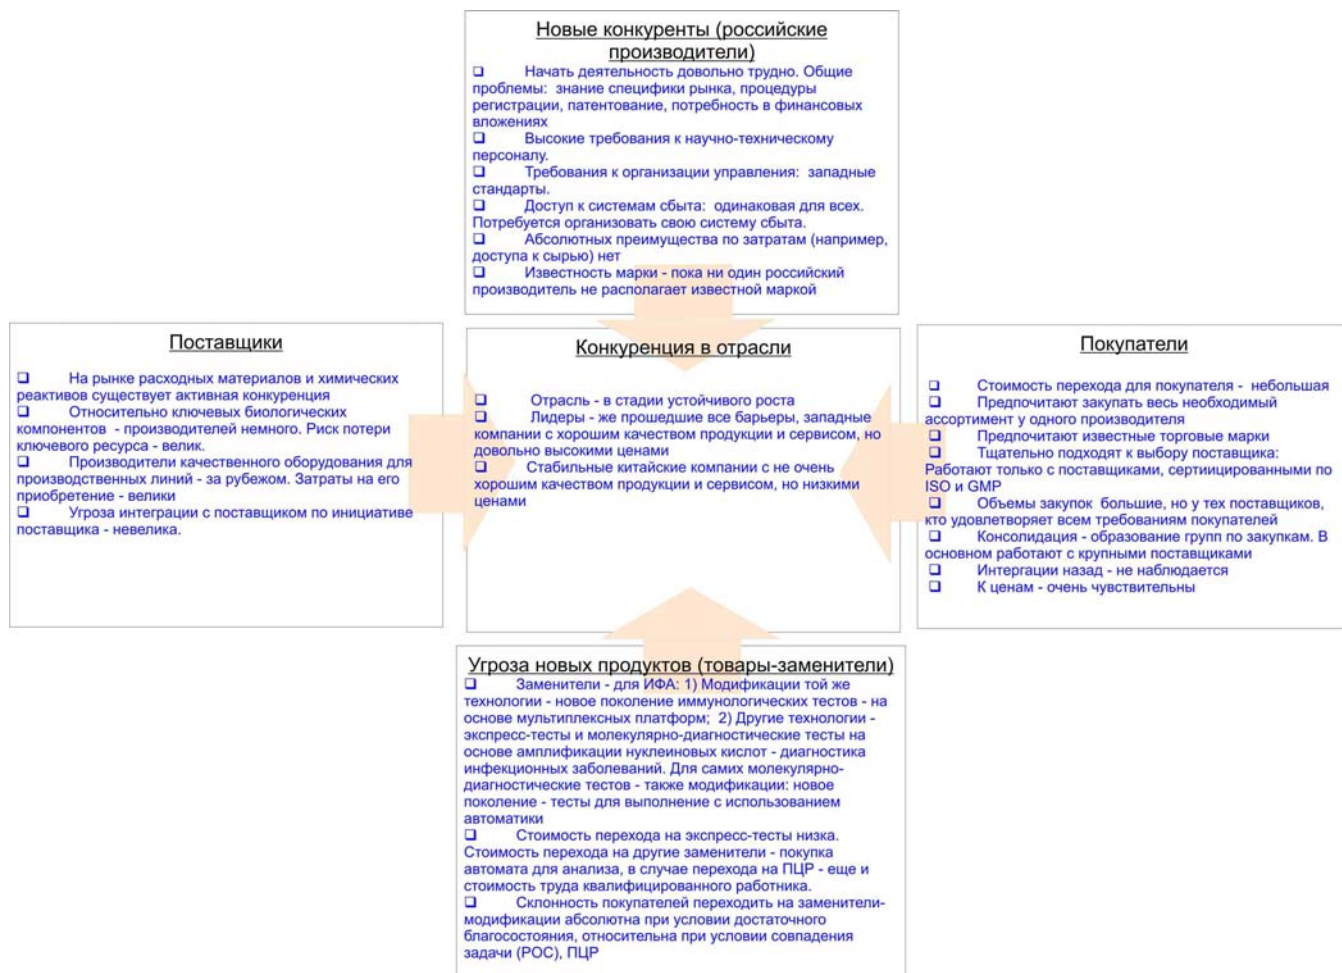 Новые конкуренты (российские
производители)
❑ Начать деятельность довольно трудно. Общие
проблемы: знание специфики рынка, процедуры
регистрации, патентование, потребность в финансовых
вложениях
❑ Высокие требования к научно-техническому
персоналу.
❑ Требования к организации управления: западные
стандарты.
❑ Доступ к системам сбыта: одинаковая для всех.
Потребуется организовать свою систему сбыта.
❑ Абсолютных преимущества по затратам (например,
доступа к сырью) нет
❑ Известность марки - пока ни один российский
производитель не располагает известной маркой
Поставщики
❑ На рынке расходных материалов и химических
реактивов существует активная конкуренция
❑ Относительно ключевых биологических
компонентов - производителей немного. Риск потери
ключевого ресурса - велик.
❑ Производители качественного оборудования для
производственных линий - за рубежом. Затраты на его
приобретение - велики
❑ Угроза интеграции с поставщиком по инициативе
поставщика - невелика.
Конкуренция в отрасли
❑ Отрасль - в стадии устойчивого роста
❑ Лидеры - же прошедшие все барьеры, западные
компании с хорошим качеством продукции и сервисом, но
довольно высокими ценами
❑ Стабильные китайские компании с не очень
хорошим качеством продукции и сервисом, но низкими
ценами
Покупатели
❑ Стоимость перехода для покупателя - небольшая
❑ Предпочитают закупать весь необходимый
ассортимент у одного производителя
❑ Предпочитают известные торговые марки
❑ Тщательно подходят к выбору поставщика:
Работают только с поставщиками, сертиицированными по
ISO и GMP
❑ Объемы закупок большие, но у тех поставщиков,
кто удовлетворяет всем требованиям покупателей
❑ Консолидация - образование групп по закупкам. В
основном работают с крупными поставщиками
❑ Интергации назад - не наблюдается
❑ К ценам - очень чувствительны
Угроза новых продуктов (товары-заменители)
❑ Заменители - для ИФА: 1) Модификации той же
технологии - новое поколение иммунологических тестов - на
основе мультиплексных платформ; 2) Другие технологии -
экспресс-тесты и молекулярно-диагностические тесты на
основе амплификации нуклеиновых кислот - диагностика
инфекционных заболеваний. Для самих молекулярно-
диагностические тестов - также модификации: новое
поколение - тесты для выполнение с использованием
автоматики
❑ Стоимость перехода на экспресс-тесты низка.
Стоимость перехода на другие заменители - покупка
автомата для анализа, в случае перехода на ПЦР - еще и
стоимость труда квалифицированного работника.
❑ Склонность покупателей переходить на заменители-
модификации абсолютна при условии достаточного
благосостояния, относительна при условии совпадения
задачи (РОС), ПЦР